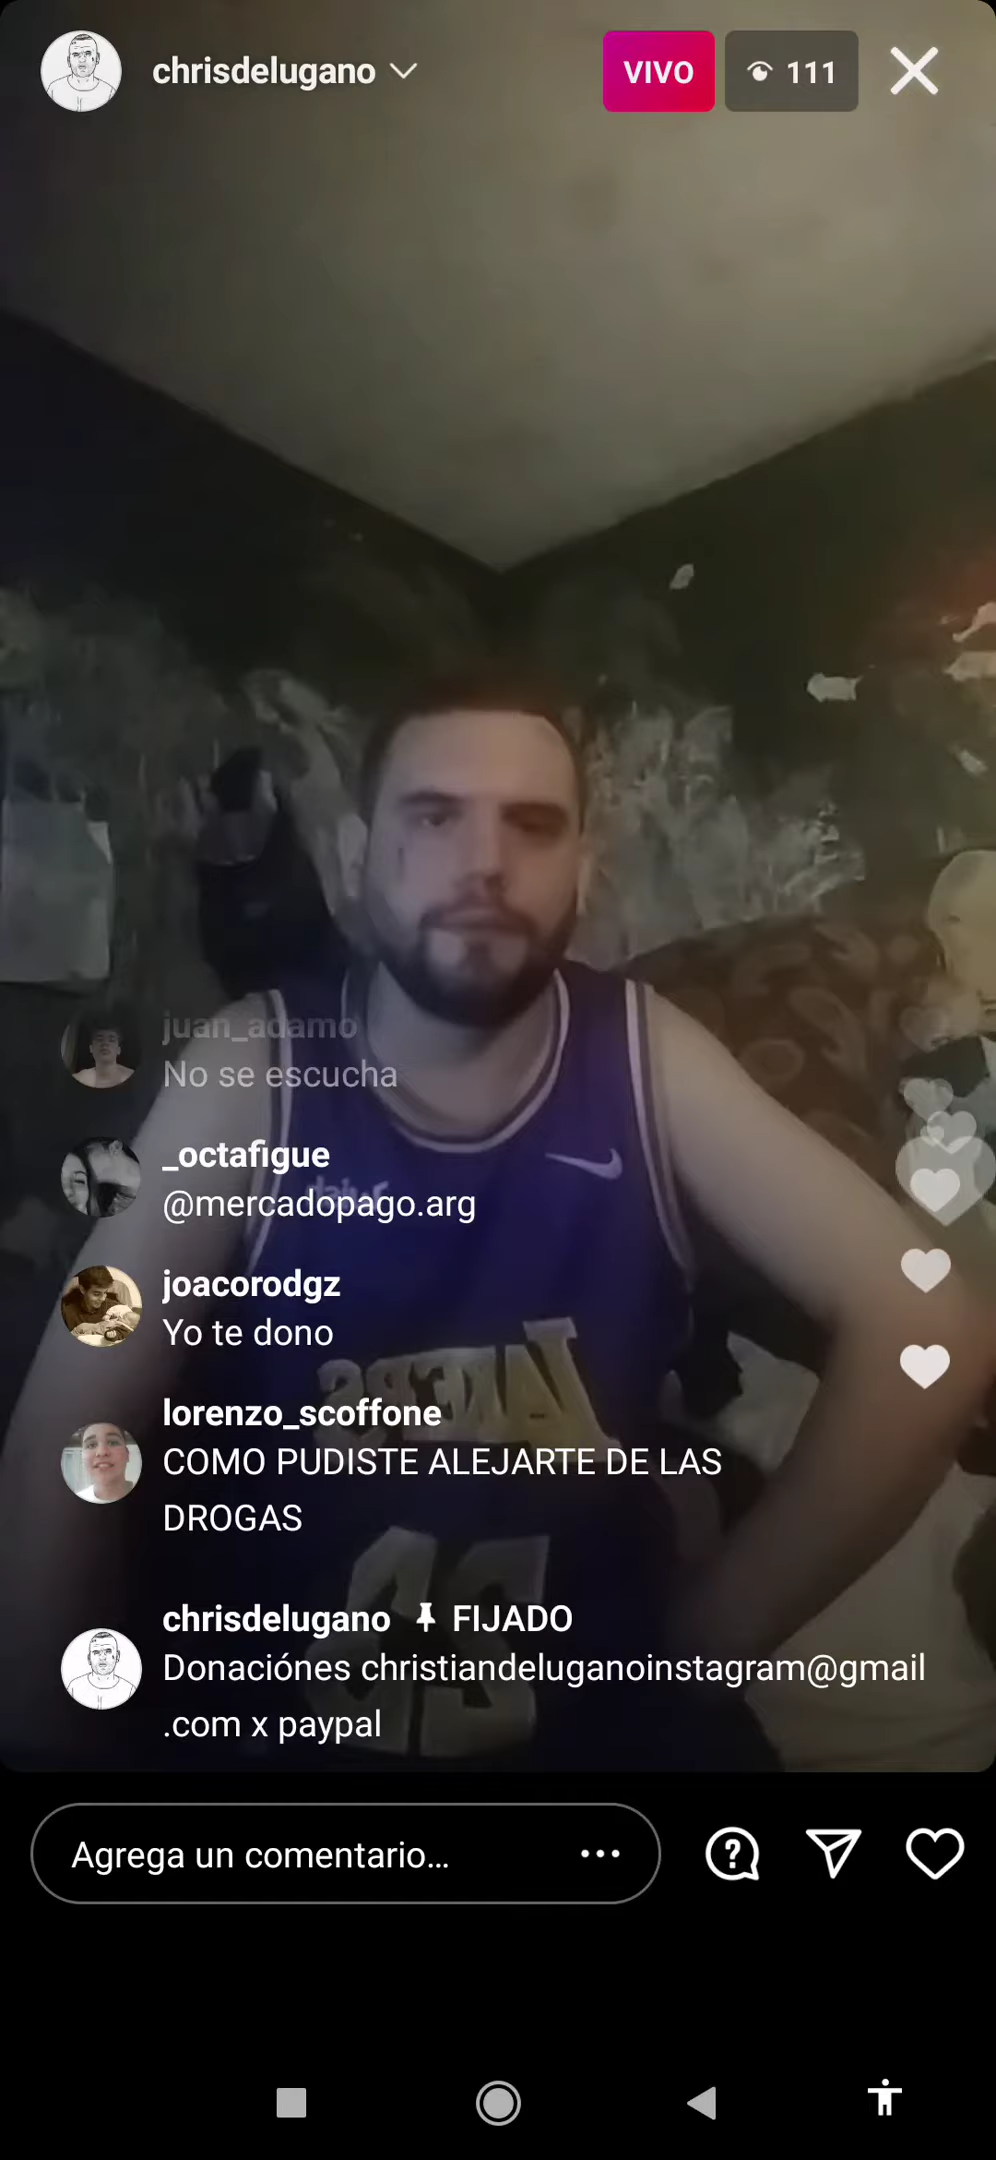 chrisdelugano
VIVO
111
juan_adamo
No se escucha
_octafigue
@mercadopago.arg
joacorodgz
Yo te dono
lorenzo_scoffone
COMO PUDISTE ALEJARTE DE LAS
DROGAS
chrisdelugano FIJADO
Donaciónes christiandeluganoinstagram@gmail
.com x paypal
LAKERS
Agrega un comentario...